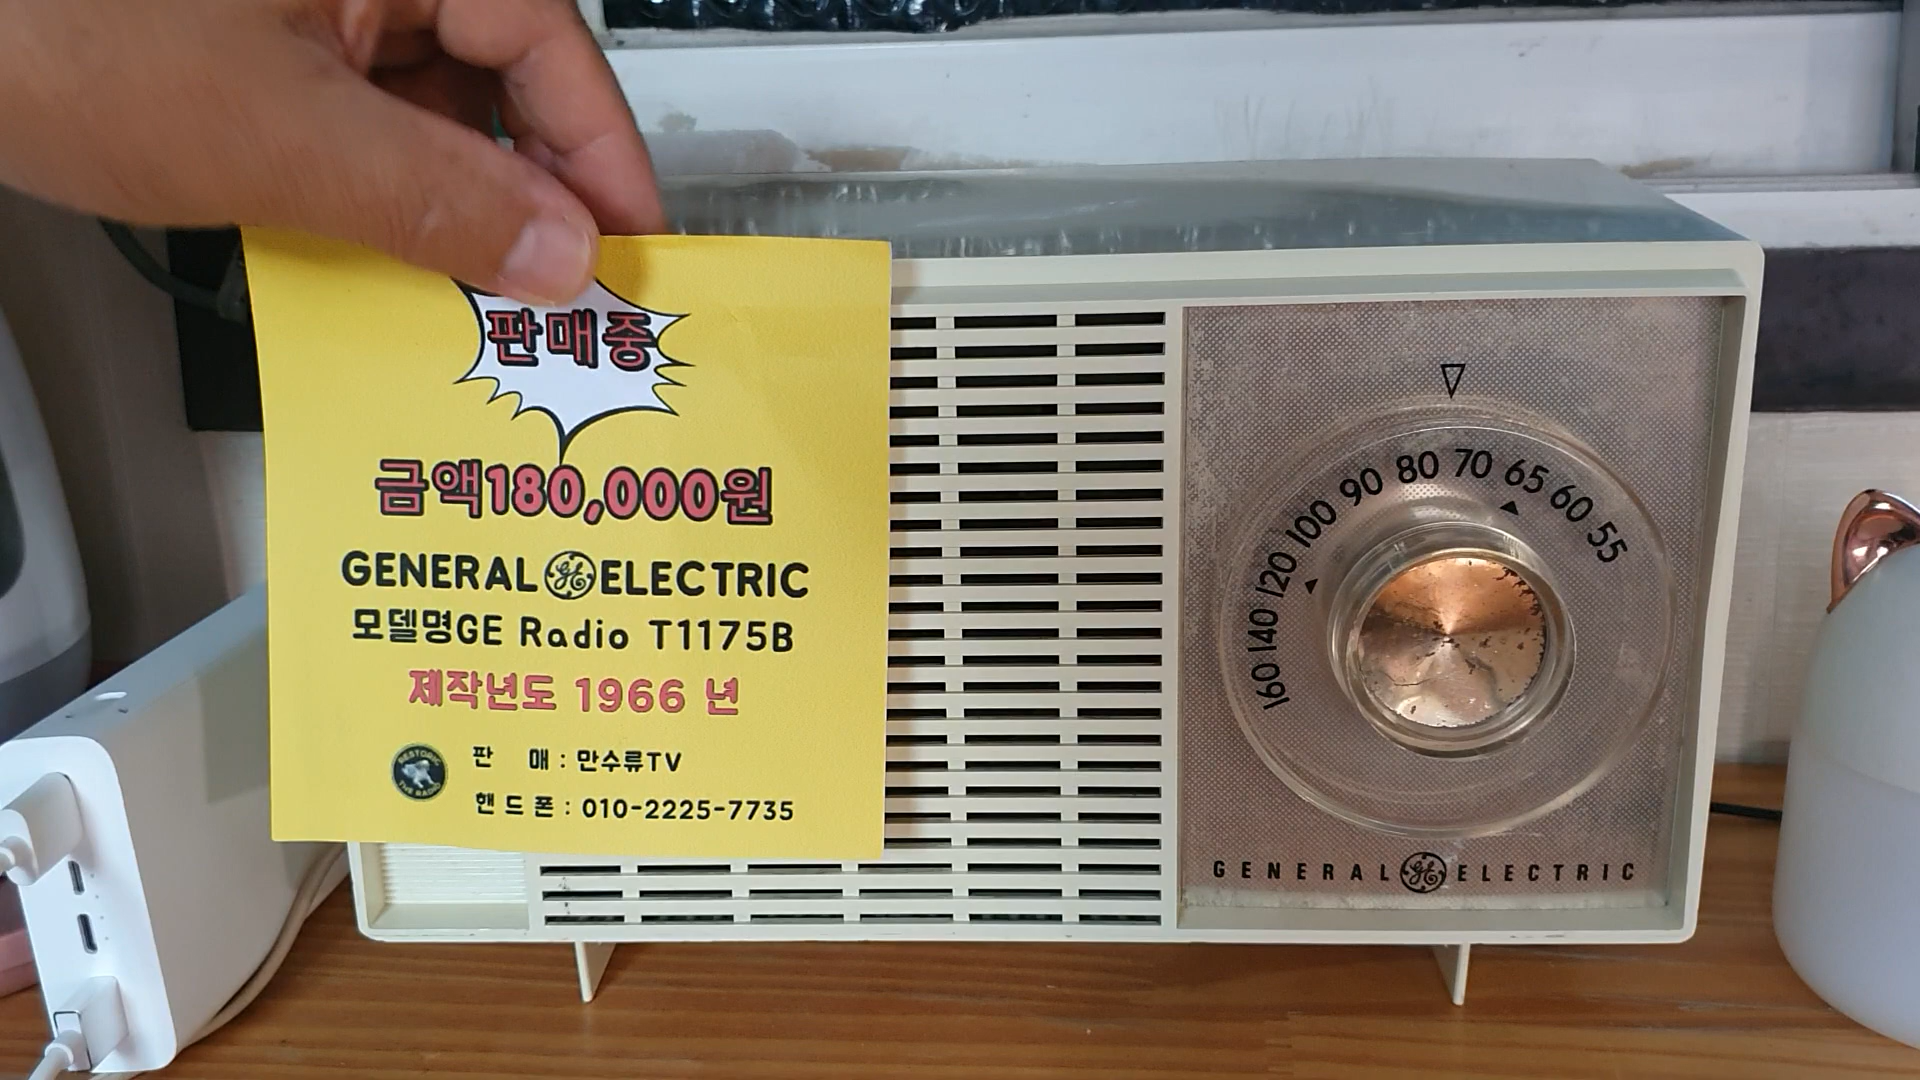 판매중
금액180,000원
GENERAL GE ELECTRIC
모델명GE Radio T1175B
제작년도 1966 년
판 매 : 만수류TV
핸드폰 : 010-2225-7735
160 140 120 100 90 80 70 65 60 55
GENERAL GE ELECTRIC